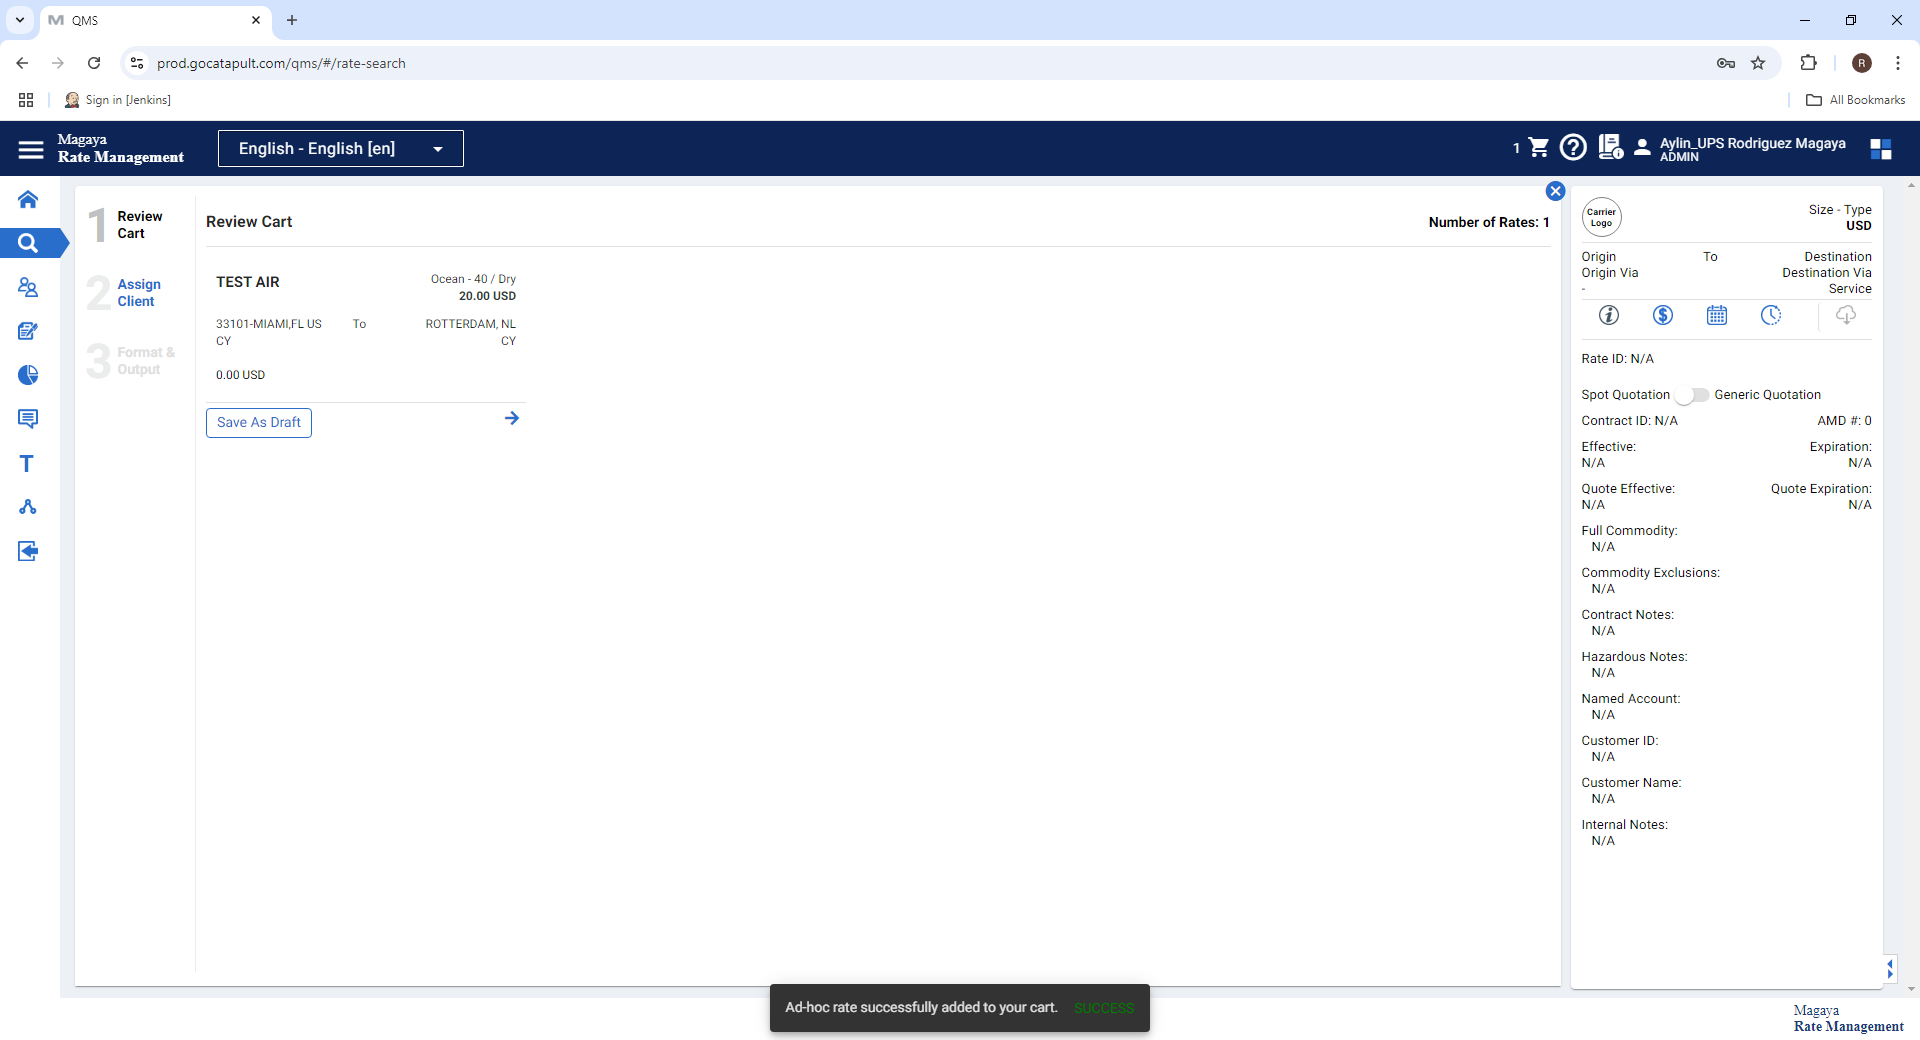 QMS
prod.gocatapult.com/qms/#/rate-search
R
Sign in [Jenkins]
All Bookmarks
Magaya
Rate Management
English - English [en]
1
Aylin_UPS Rodriguez Magaya
ADMIN
1 Review Cart
2 Assign Client
3 Format & Output
Review Cart
Number of Rates: 1
TEST AIR
Ocean - 40 / Dry
20.00 USD
33101-MIAMI,FL US To ROTTERDAM, NL
CY CY
0.00 USD
Save As Draft
Carrier Logo
Size - Type
USD
Origin To Destination
Origin Via Destination Via
- Service
Rate ID: N/A
Spot Quotation Generic Quotation
Contract ID: N/A AMD #: 0
Effective: Expiration:
N/A N/A
Quote Effective: Quote Expiration:
N/A N/A
Full Commodity:
N/A
Commodity Exclusions:
N/A
Contract Notes:
N/A
Hazardous Notes:
N/A
Named Account:
N/A
Customer ID:
N/A
Customer Name:
N/A
Internal Notes:
N/A
Ad-hoc rate successfully added to your cart. SUCCESS
Magaya
Rate Management